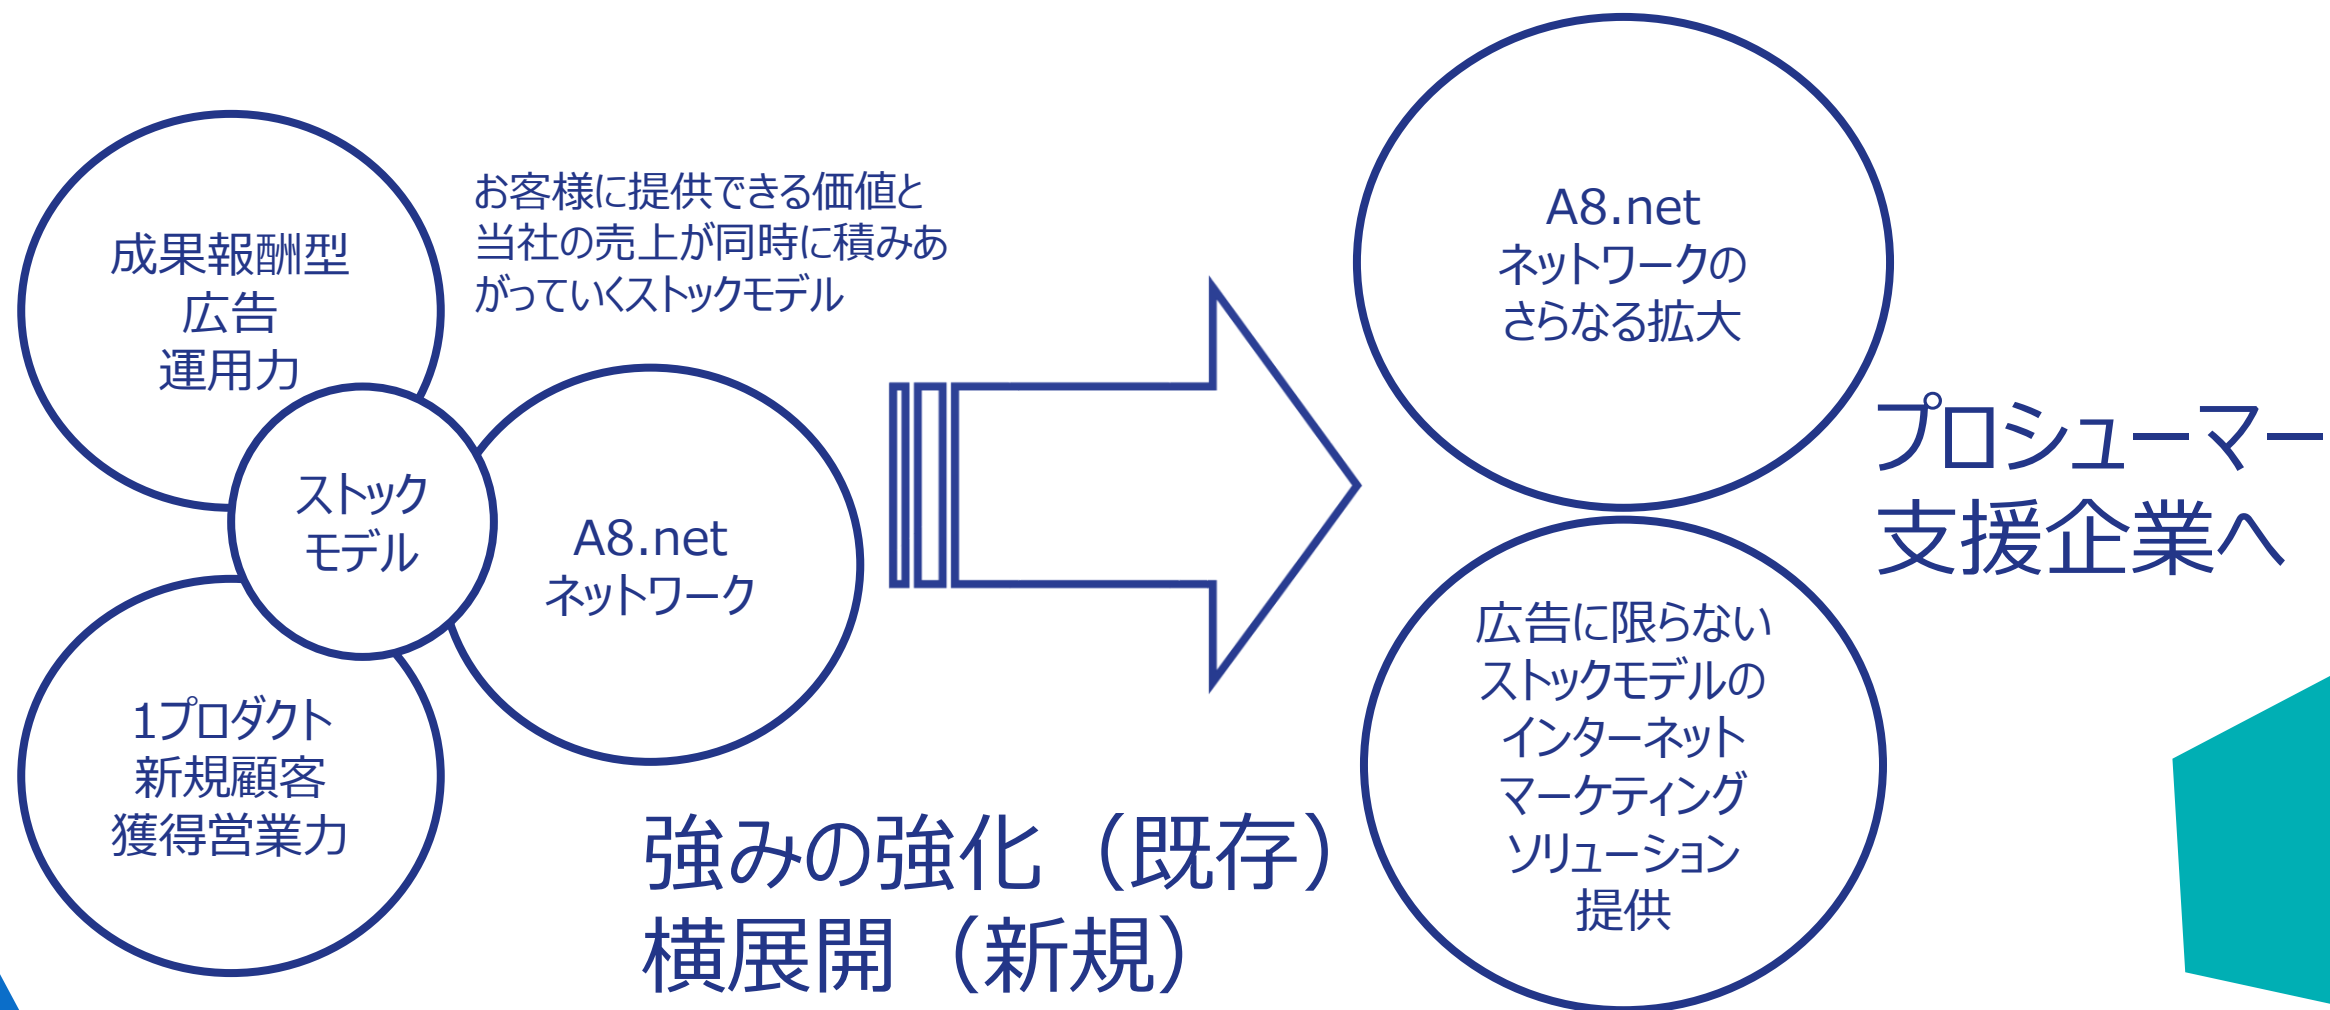 成果報酬型
広告
運用力
お客様に提供できる価値と
当社の売上が同時に積みあ
がっていくストックモデル
ストック
モデル
A8.net
ネットワーク
1プロダクト
新規顧客
獲得営業力
強みの強化（既存）
横展開（新規）
A8.net
ネットワークの
さらなる拡大
広告に限らない
ストックモデルの
インターネット
マーケティング
ソリューション
提供
プロシューマー
支援企業へ